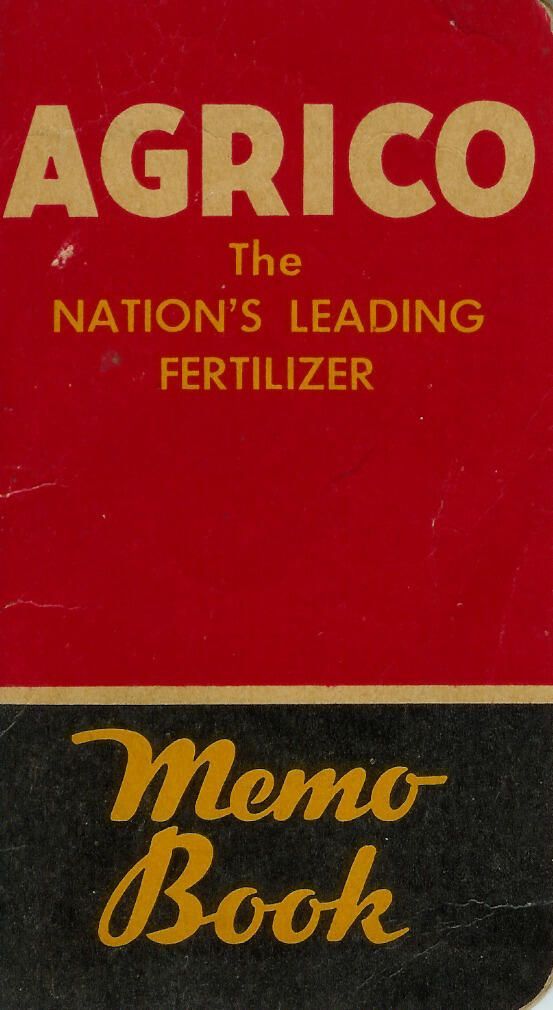 AGRICO
The
NATION'S LEADING
FERTILIZER
Memo
Book